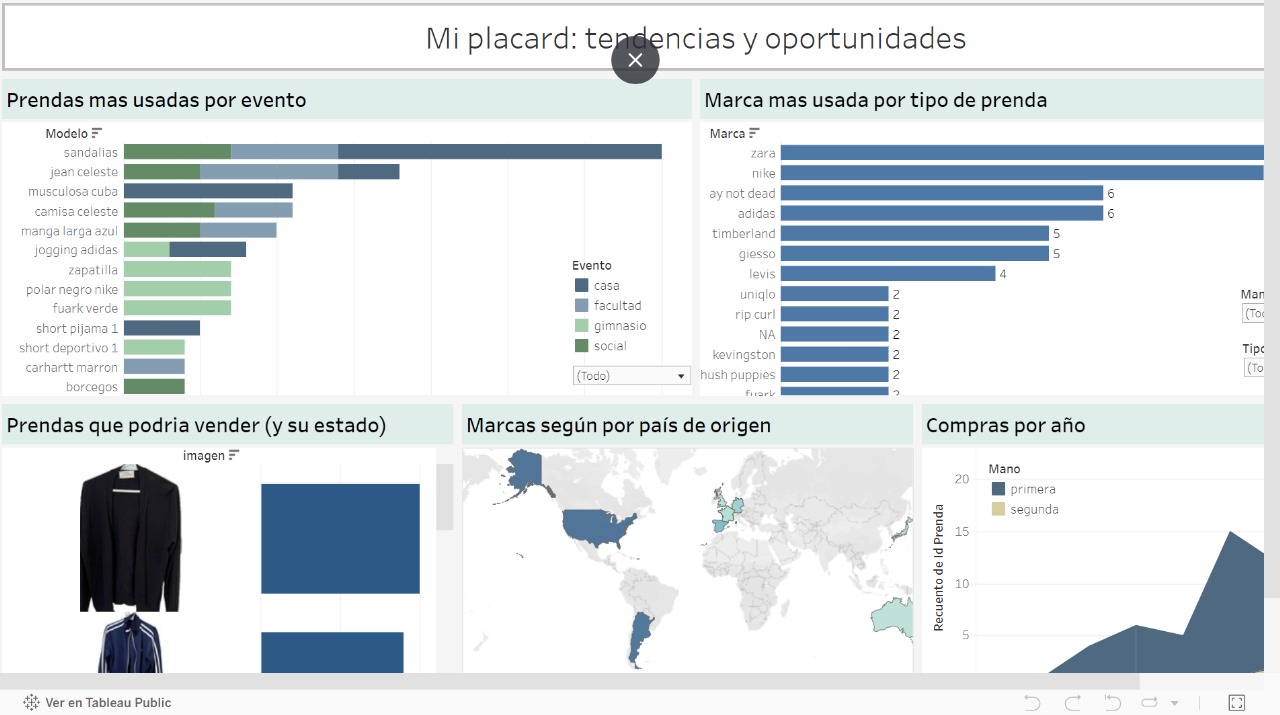 Mi placard: tendencias y oportunidades
Prendas mas usadas por evento
Modelo
sandalias
jean celeste
musculosa cuba
camisa celeste
manga larga azul
jogging adidas
zapatilla
polar negro nike
fuark verde
short pijama 1
short deportivo 1
carhartt marron
borcegos
Evento
casa
facultad
gimnasio
social
(Todo)
Marca mas usada por tipo de prenda
Marca
zara
nike
ay not dead 6
adidas 6
timberland 5
giesso 5
levis 4
uniqlo 2
rip curl 2
NA 2
kevingston 2
hush puppies 2
fuark 2
Man
(To
Tipo
(To
Prendas que podria vender (y su estado)
imagen
Marcas según por país de origen
Compras por año
Mano
primera
segunda
Recuento de Id Prenda
20
15
10
5
Ver en Tableau Public